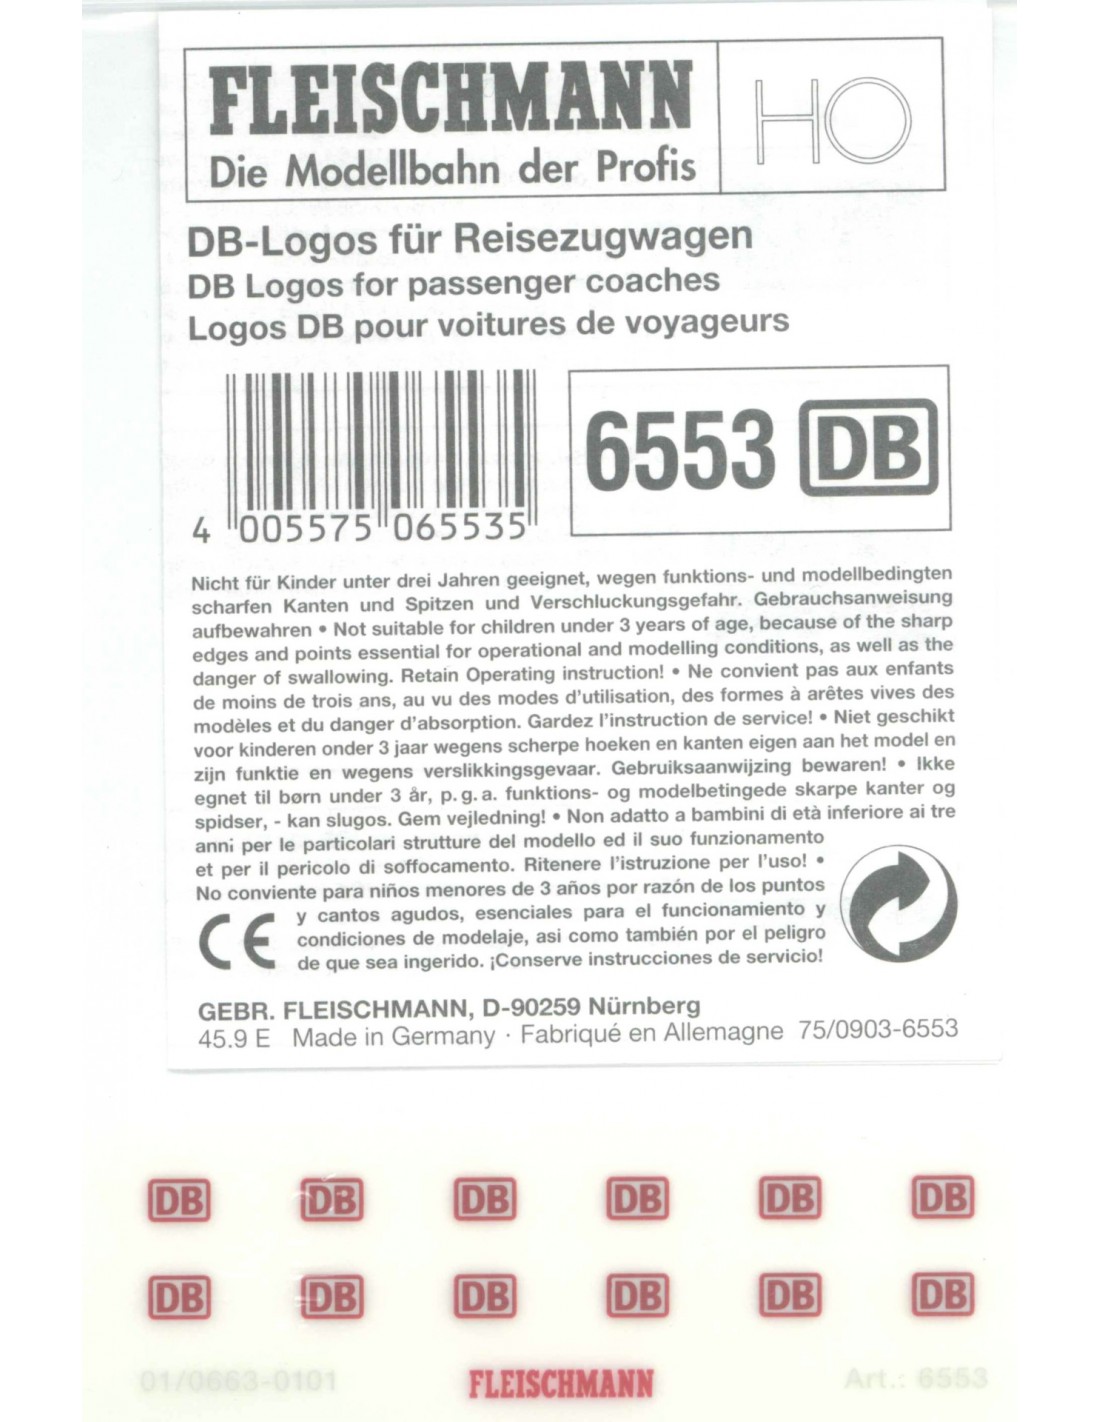 FLEISCHMANN
Die Modellbahn der Profis
HO
DB-Logos für Reisezugwagen
DB Logos for passenger coaches
Logos DB pour voitures de voyageurs
6553 DB
4 005575 065535
Nicht für Kinder unter drei Jahren geeignet, wegen funktions- und modellbedingten
scharfen Kanten und Spitzen und Verschluckungsgefahr. Gebrauchsanweisung
aufbewahren • Not suitable for children under 3 years of age, because of the sharp
edges and points essential for operational and modelling conditions, as well as the
danger of swallowing. Retain Operating instruction! • Ne convient pas aux enfants
de moins de trois ans, au vu des modes d'utilisation, des formes à arêtes vives des
modèles et du danger d'absorption. Gardez l'instruction de service! • Niet geschikt
voor kinderen onder 3 jaar wegens scherpe hoeken en kanten eigen aan het model en
zijn funktie en wegens verslikkingsgevaar. Gebruiksaanwijzing bewaren! • Ikke
egnet til børn under 3 år, p.g.a. funktions- og modelbetingede skarpe kanter og
spidser, - kan slugos. Gem vejledning! • Non adatto a bambini di età inferiore ai tre
anni per le particolari strutture del modello ed il suo funzionamento
et per il pericolo di soffocamento. Ritenere l'istruzione per l'uso! •
No conviente para niños menores de 3 años por razón de los puntos
y cantos agudos, esenciales para el funcionamiento y
condiciones de modelaje, asi como también por el peligro
de que sea ingerido. ¡Conserve instrucciones de servicio!
CE
GEBR. FLEISCHMANN, D-90259 Nürnberg
45.9 E Made in Germany · Fabriqué en Allemagne 75/0903-6553
DB DB DB DB DB DB
DB DB DB DB DB DB
01/0663-0101 FLEISCHMANN Art.: 6553